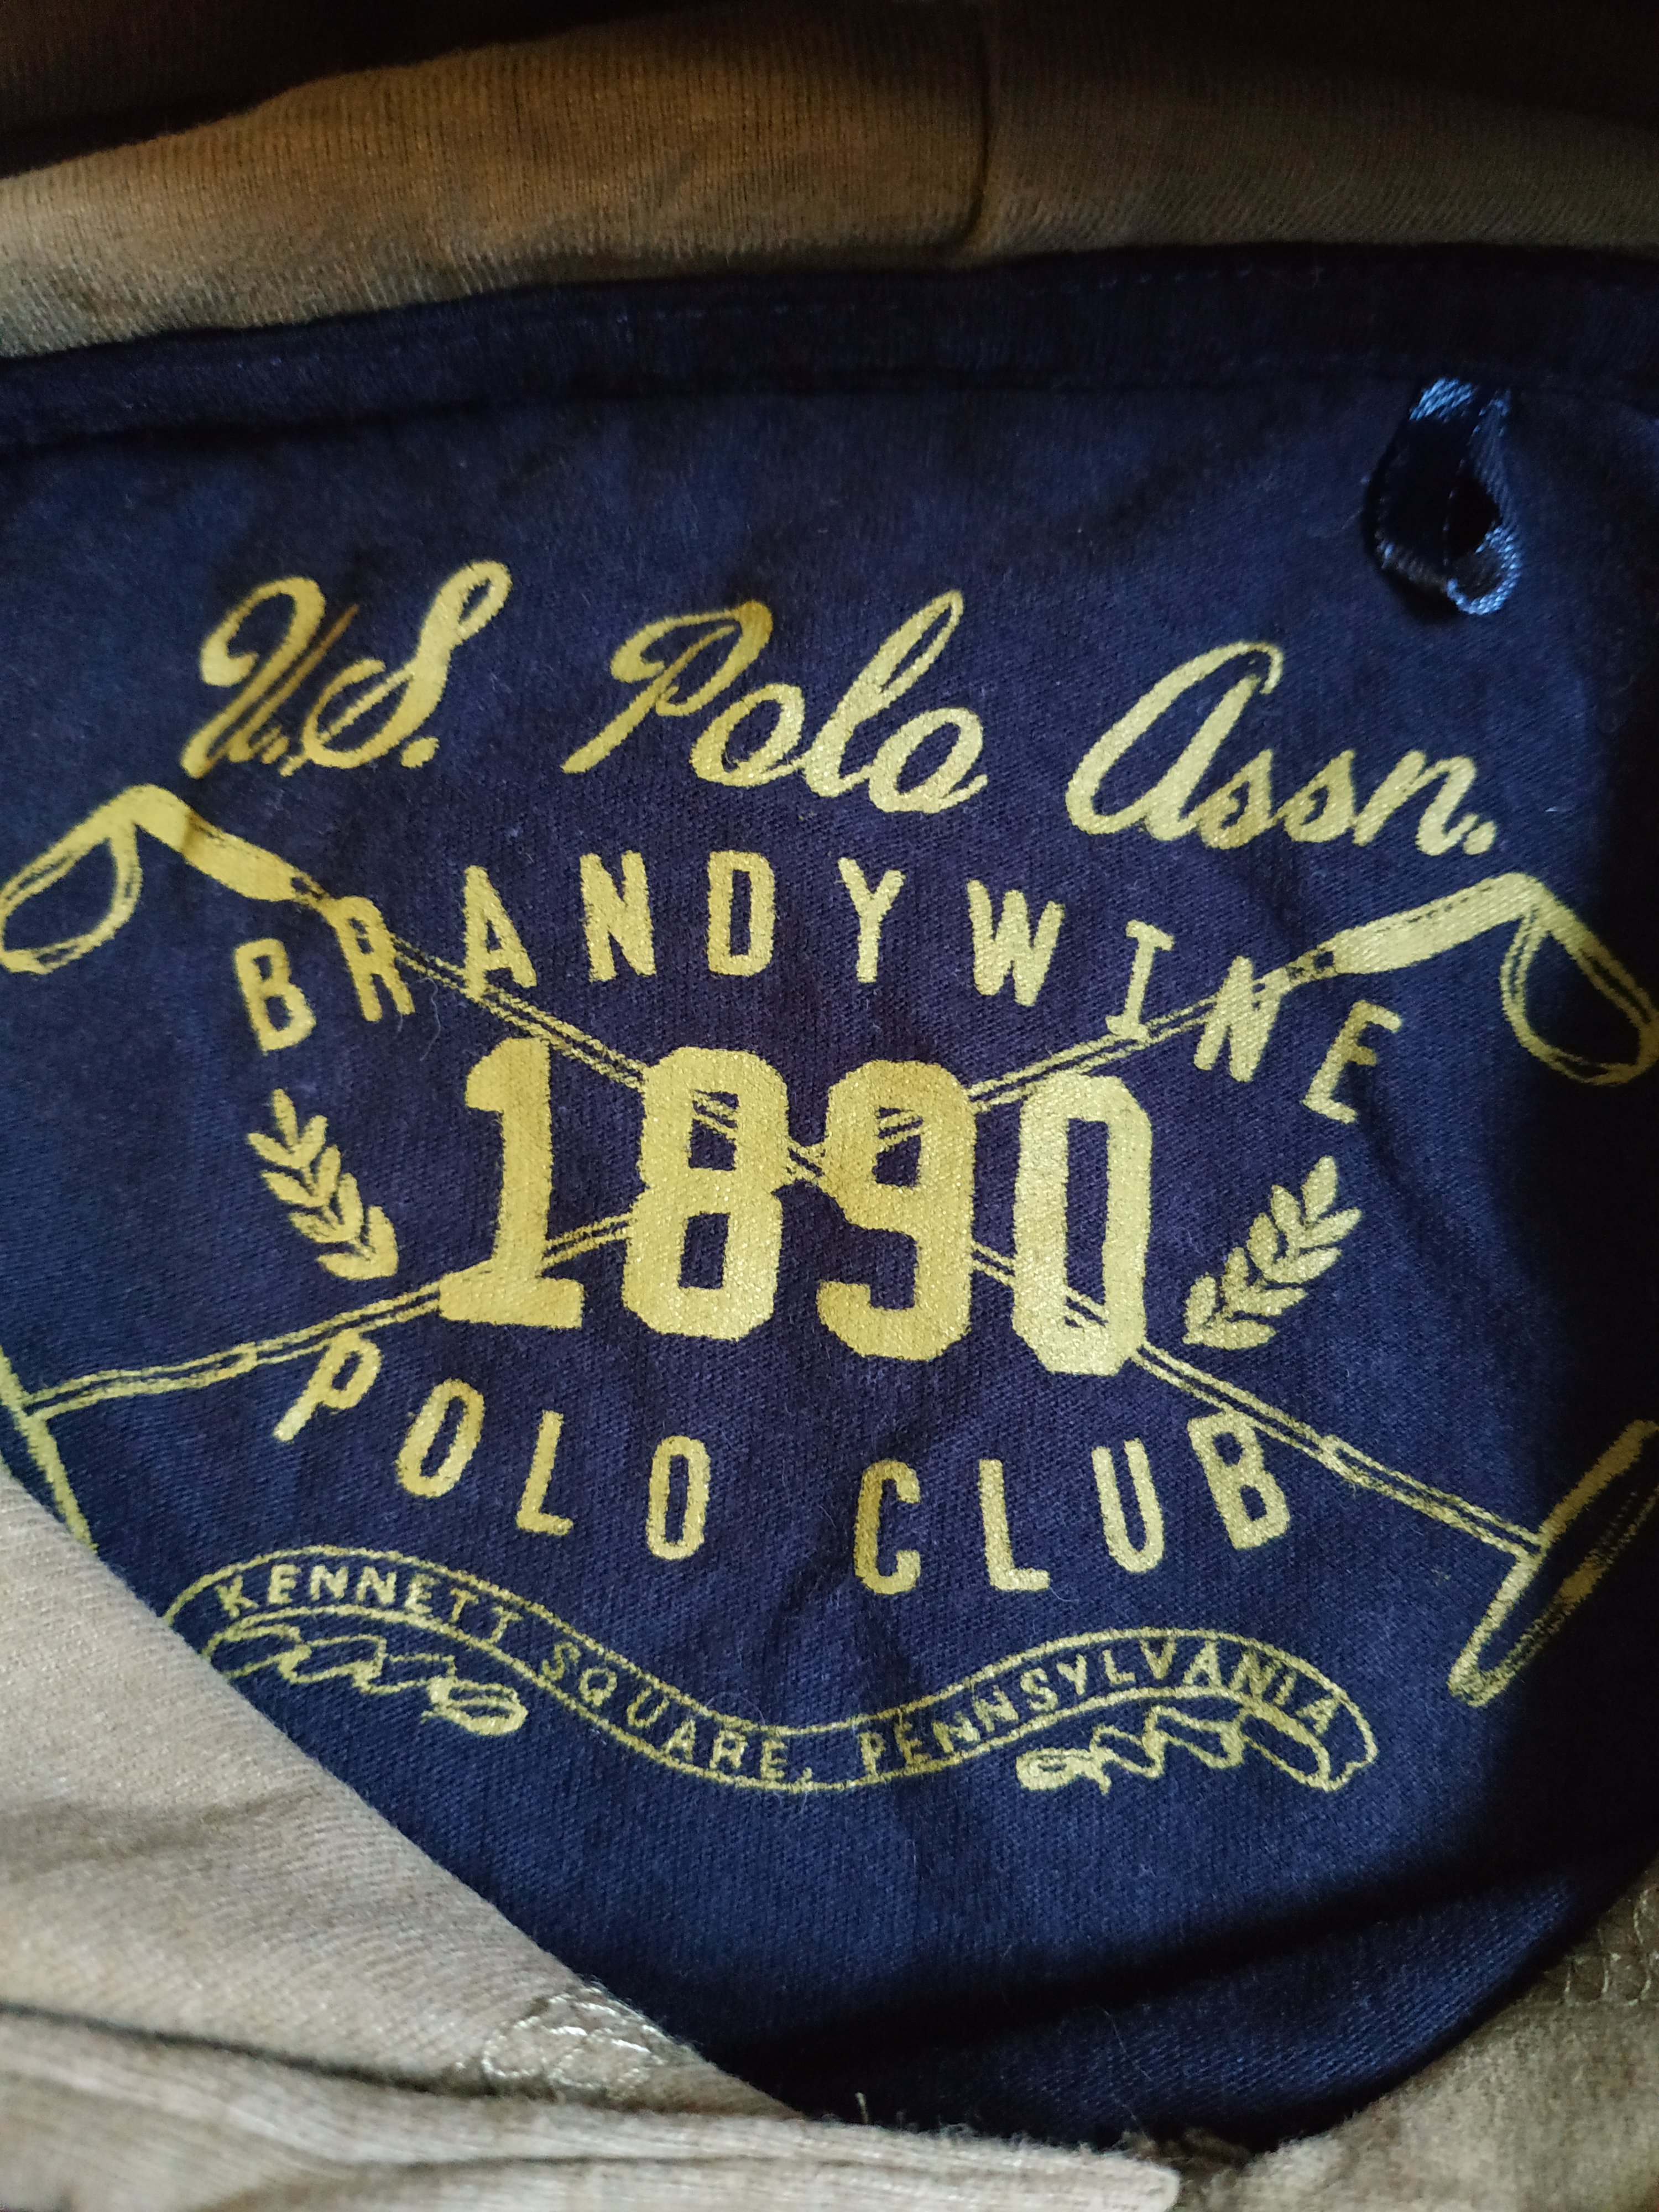 U.S. Polo Assn.
BRANDYWINE
1890
POLO CLUB
KENNETT SQUARE, PENNSYLVANIA